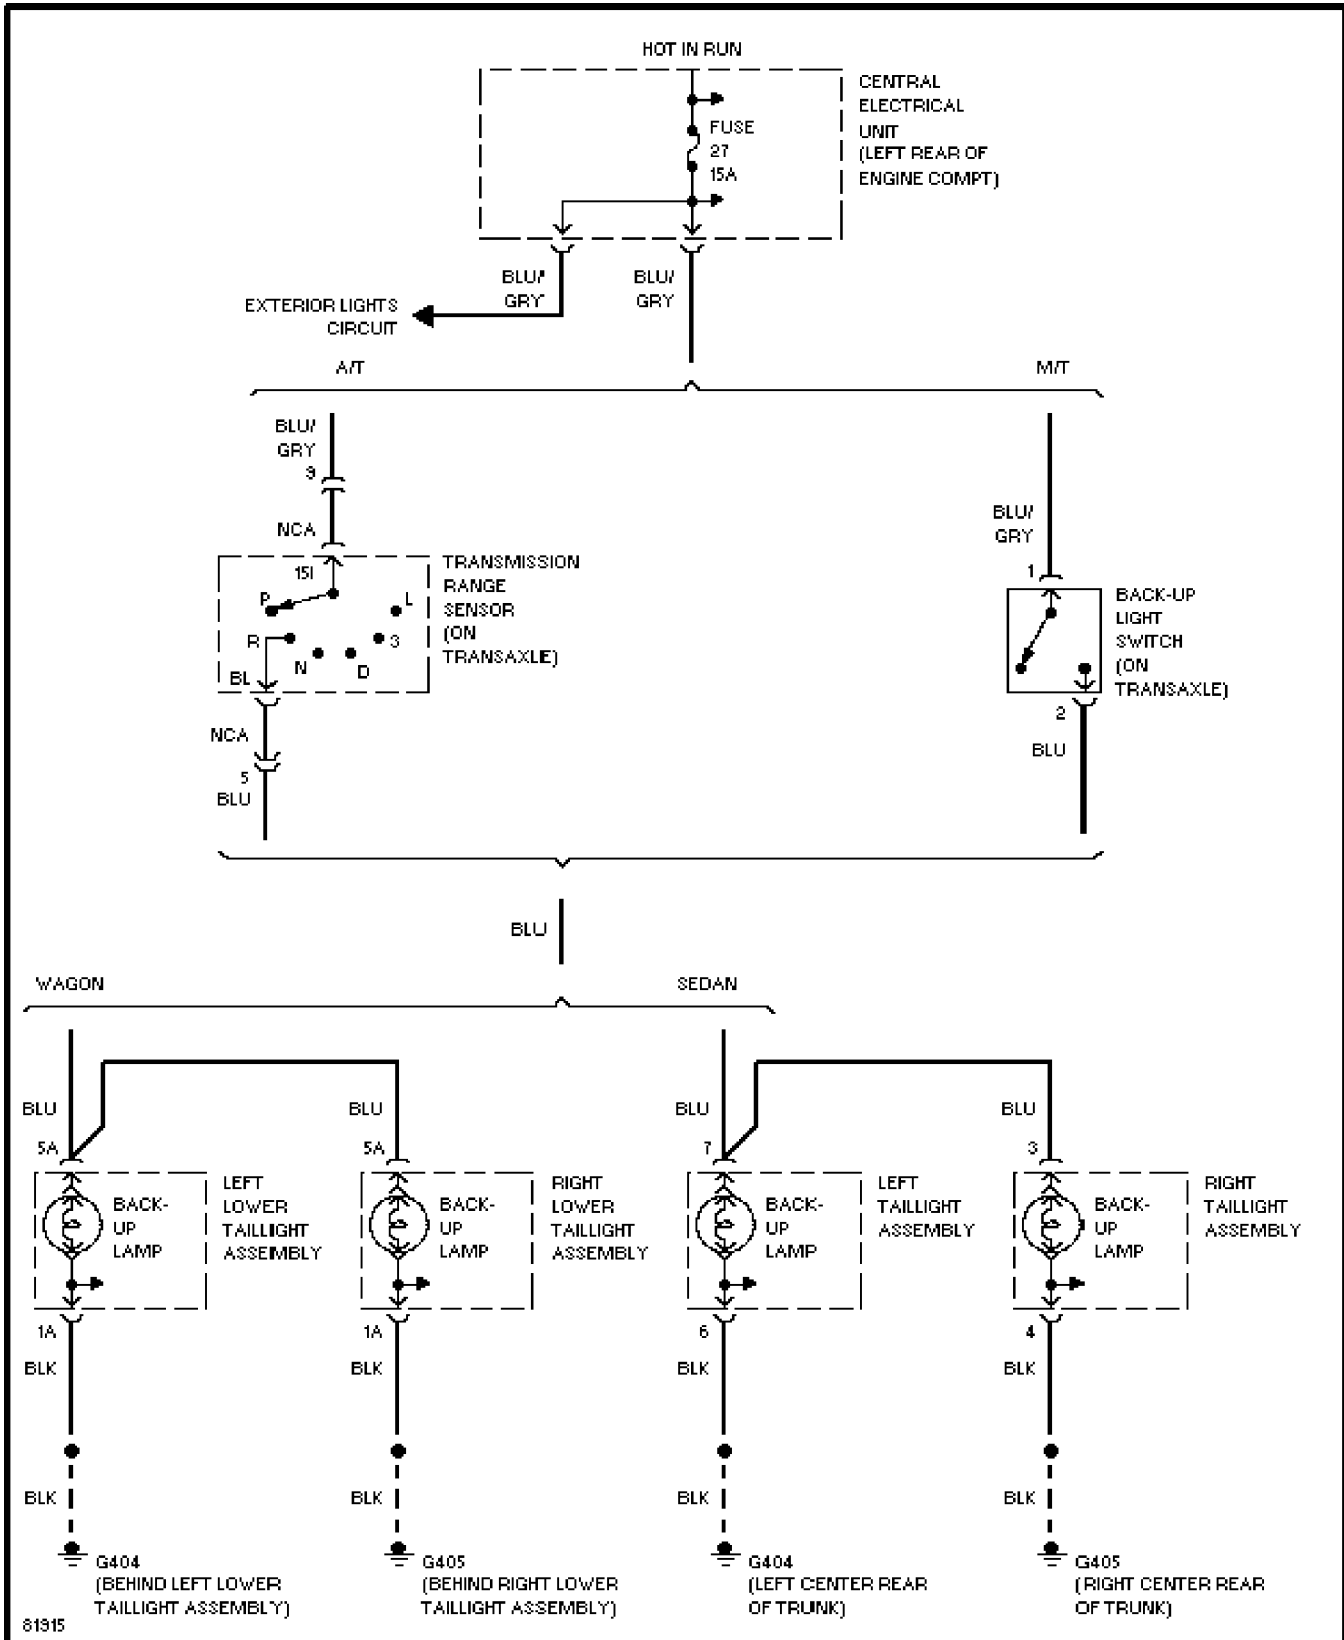 HOT IN RUN
CENTRAL
ELECTRICAL
UNIT
(LEFT REAR OF
ENGINE COMPT)
FUSE
27
15A
BLU/
GRY
BLU/
GRY
EXTERIOR LIGHTS
CIRCUIT
A/T
M/T
BLU/
GRY
9
NCA
15I
P
R
N
D
3
L
BL
TRANSMISSION
RANGE
SENSOR
(ON
TRANSAXLE)
NCA
5
BLU
BLU/
GRY
1
BACK-UP
LIGHT
SWITCH
(ON
TRANSAXLE)
2
BLU
BLU
WAGON
SEDAN
BLU
5A
BLU
5A
BLU
7
BLU
3
BACK-
UP
LAMP
LEFT
LOWER
TAILLIGHT
ASSEMBLY
BACK-
UP
LAMP
RIGHT
LOWER
TAILLIGHT
ASSEMBLY
BACK-
UP
LAMP
LEFT
TAILLIGHT
ASSEMBLY
BACK-
UP
LAMP
RIGHT
TAILLIGHT
ASSEMBLY
1A
BLK
1A
BLK
6
BLK
4
BLK
BLK
BLK
BLK
BLK
G404
(BEHIND LEFT LOWER
TAILLIGHT ASSEMBLY)
G405
(BEHIND RIGHT LOWER
TAILLIGHT ASSEMBLY)
G404
(LEFT CENTER REAR
OF TRUNK)
G405
(RIGHT CENTER REAR
OF TRUNK)
81915